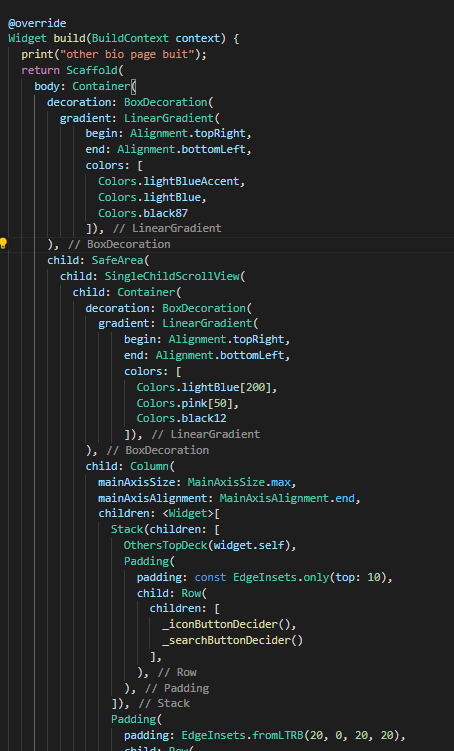 @override
Widget build(BuildContext context) {
print("other bio page buit");
return Scaffold(
body: Container(
decoration: BoxDecoration(
gradient: LinearGradient(
begin: Alignment.topRight,
end: Alignment.bottomLeft,
colors: [
Colors.lightBlueAccent,
Colors.lightBlue,
Colors.black87
]), // LinearGradient
), // BoxDecoration
child: SafeArea(
child: SingleChildScrollView(
child: Container(
decoration: BoxDecoration(
gradient: LinearGradient(
begin: Alignment.topRight,
end: Alignment.bottomLeft,
colors: [
Colors.lightBlue[200],
Colors.pink[50],
Colors.black12
]), // LinearGradient
), // BoxDecoration
child: Column(
mainAxisSize: MainAxisSize.max,
mainAxisAlignment: MainAxisAlignment.end,
children: <Widget>[
Stack(children: [
OthersTopDeck(widget.self),
Padding(
padding: const EdgeInsets.only(top: 10),
child: Row(
children: [
_iconButtonDecider(),
_searchButtonDecider()
],
), // Row
), // Padding
]), // Stack
Padding(
padding: EdgeInsets.fromLTRB(20, 0, 20, 20),
child: Row(